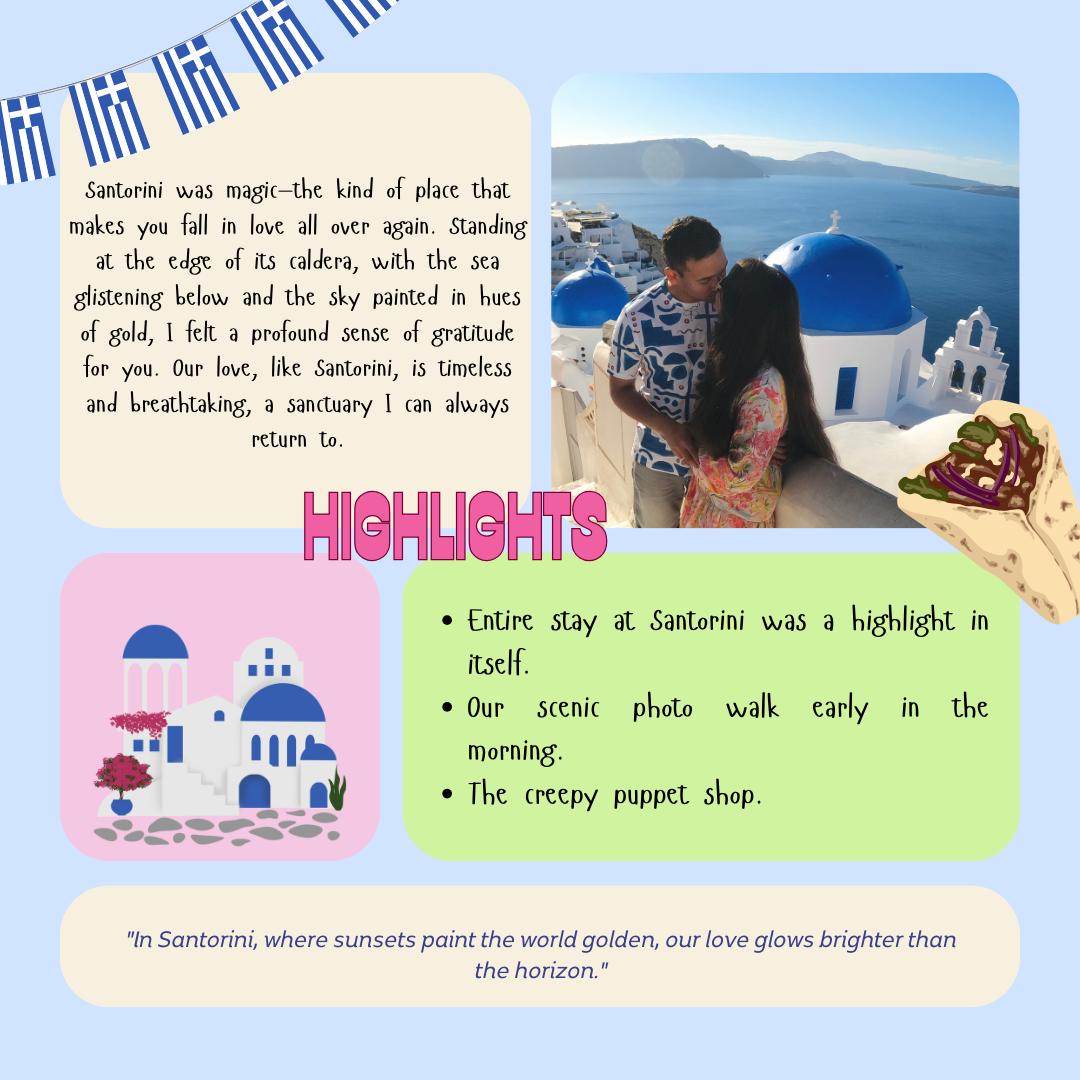 Santorini was magic—the kind of place that
makes you fall in love all over again. Standing
at the edge of its caldera, with the sea
glistening below and the sky painted in hues
of gold, I felt a profound sense of gratitude
for you. Our love, like Santorini, is timeless
and breathtaking, a sanctuary I can always
return to.
HIGHLIGHTS
• Entire stay at Santorini was a highlight in
itself.
• Our scenic photo walk early in the
morning.
• The creepy puppet shop.
"In Santorini, where sunsets paint the world golden, our love glows brighter than
the horizon."